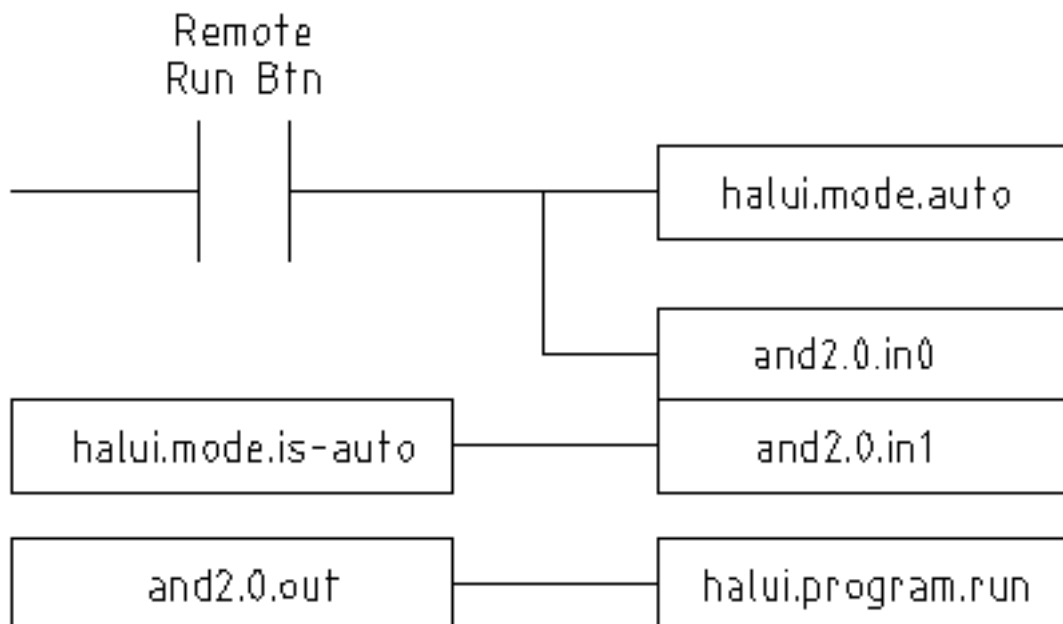 Remote
Run Btn
halui.mode.auto
and2.0.in0
halui.mode.is-auto
and2.0.in1
and2.0.out
halui.program.run